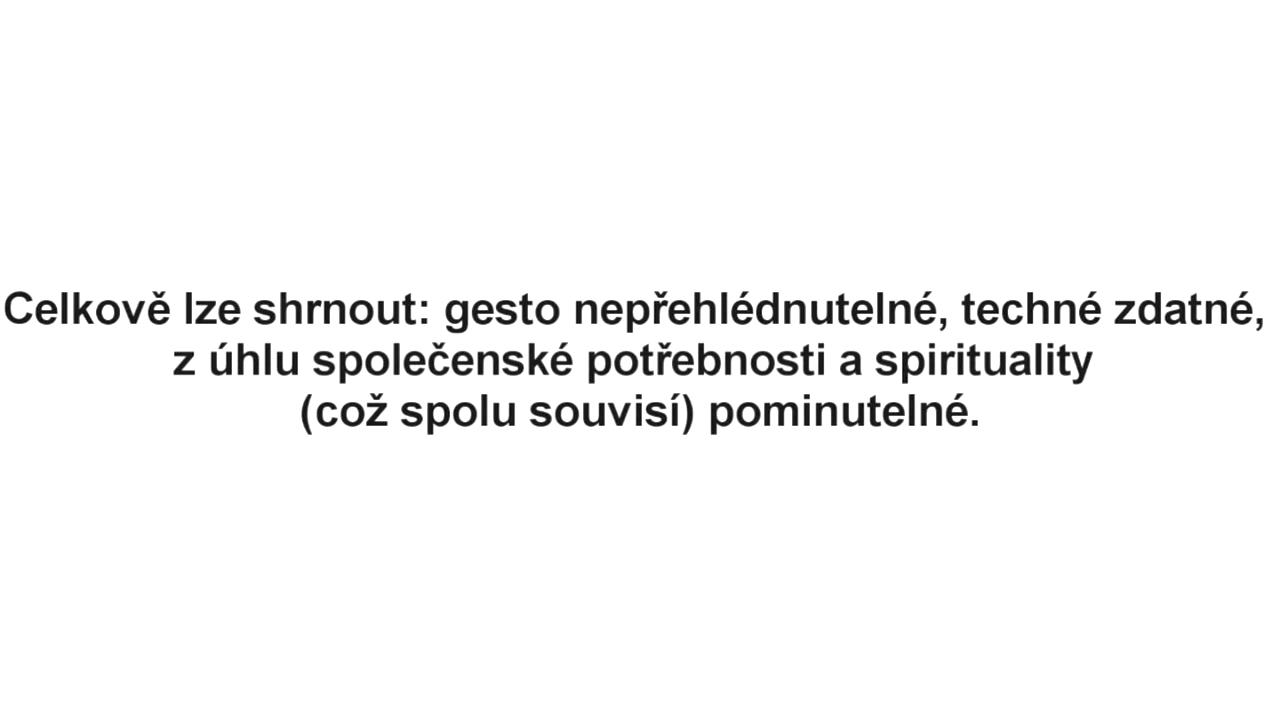 Celkově lze shrnout: gesto nepřehlédnutelné, techné zdatné,
z úhlu společenské potřebnosti a spirituality
(což spolu souvisí) pominutelné.